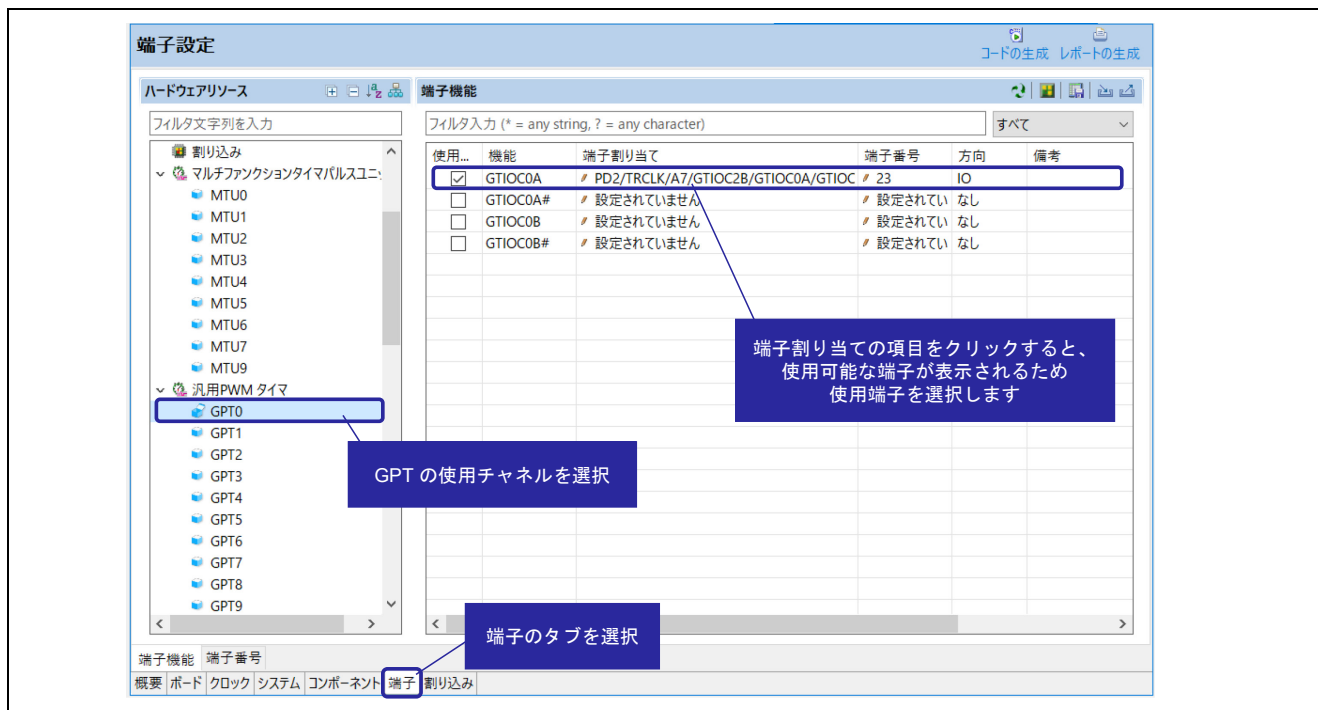 端子設定
コードの生成 レポートの生成
ハードウェアリソース
端子機能
フィルタ文字列を入力
フィルタ入力 (* = any string, ? = any character)
すべて
割り込み
マルチファンクションタイマパルスユニッ
MTU0
MTU1
MTU2
MTU3
MTU4
MTU5
MTU6
MTU7
MTU9
汎用PWM タイマ
GPT0
GPT1
GPT2
GPT3
GPT4
GPT5
GPT6
GPT7
GPT8
GPT9
使用... 機能 端子割り当て 端子番号 方向 備考
GTIOC0A PD2/TRCLK/A7/GTIOC2B/GTIOC0A/GTIOC 23 IO
GTIOC0A# 設定されていません 設定されてい なし
GTIOC0B 設定されていません 設定されてい なし
GTIOC0B# 設定されていません 設定されてい なし
端子割り当ての項目をクリックすると、
使用可能な端子が表示されるため
使用端子を選択します
GPT の使用チャネルを選択
端子のタブを選択
端子機能 端子番号
概要 ボード クロック システム コンポーネント 端子 割り込み